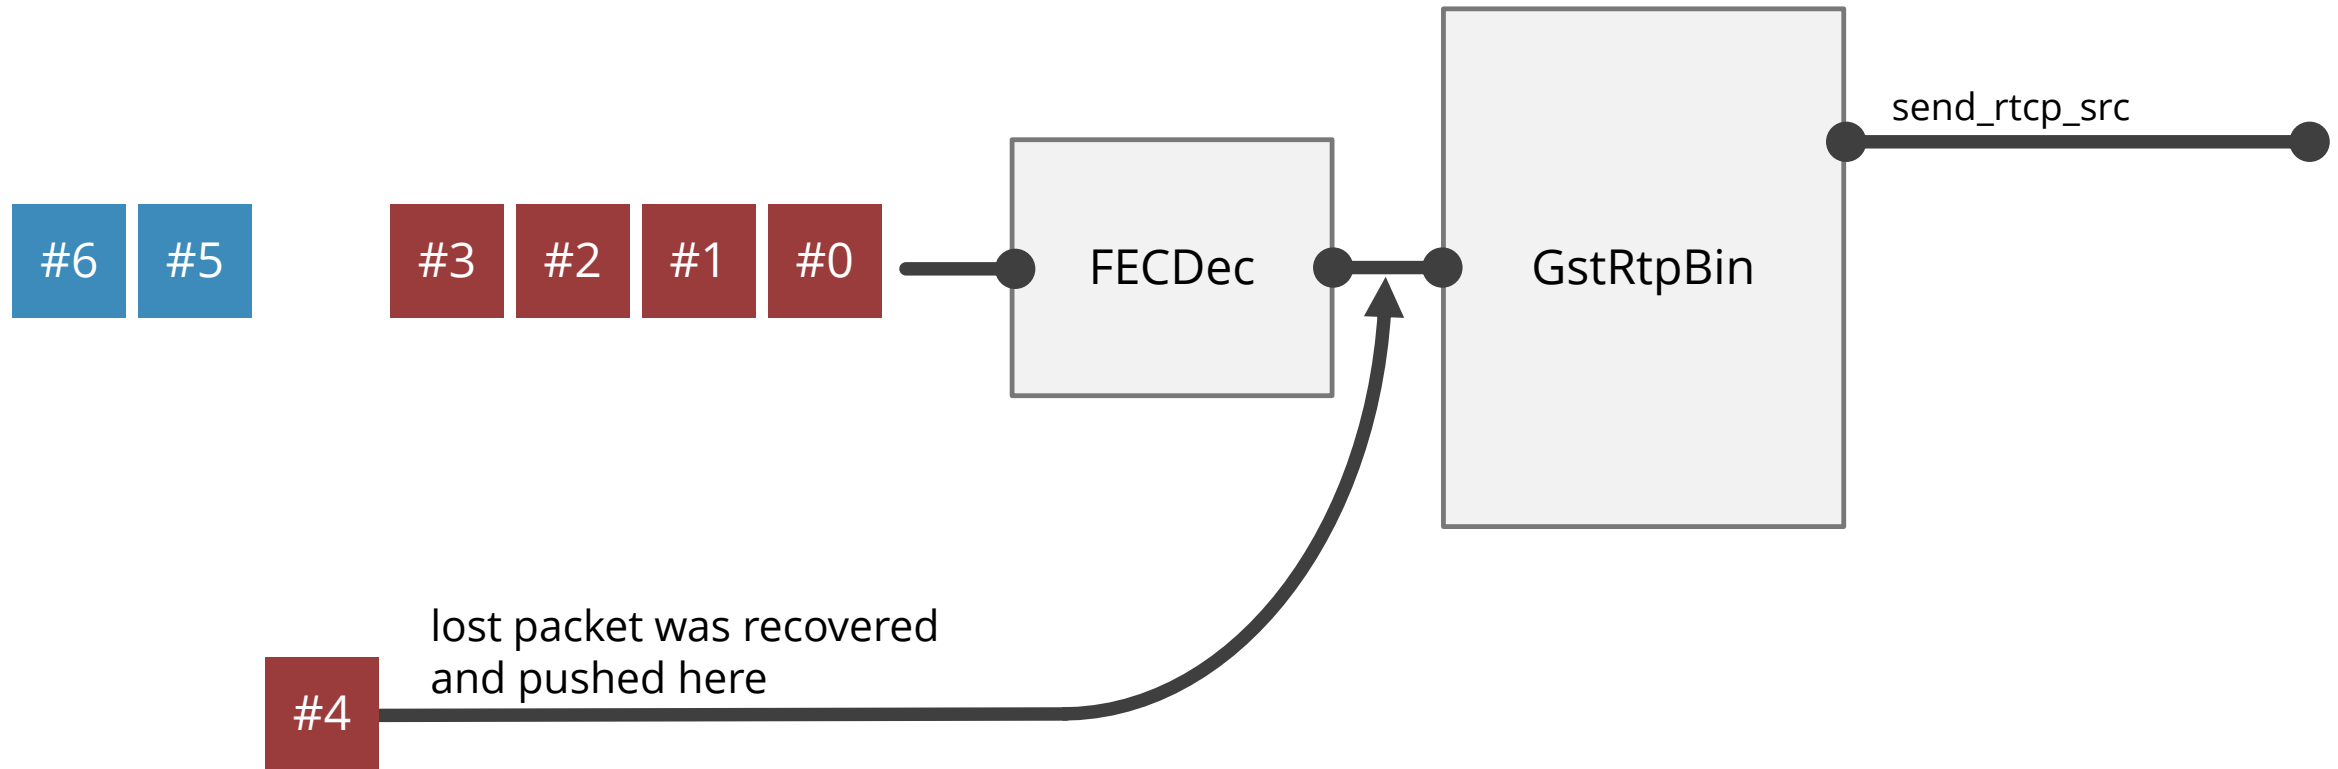 send_rtcp_src
#6
#5
#3
#2
#1
#0
FECDec
GstRtpBin
lost packet was recovered
and pushed here
#4